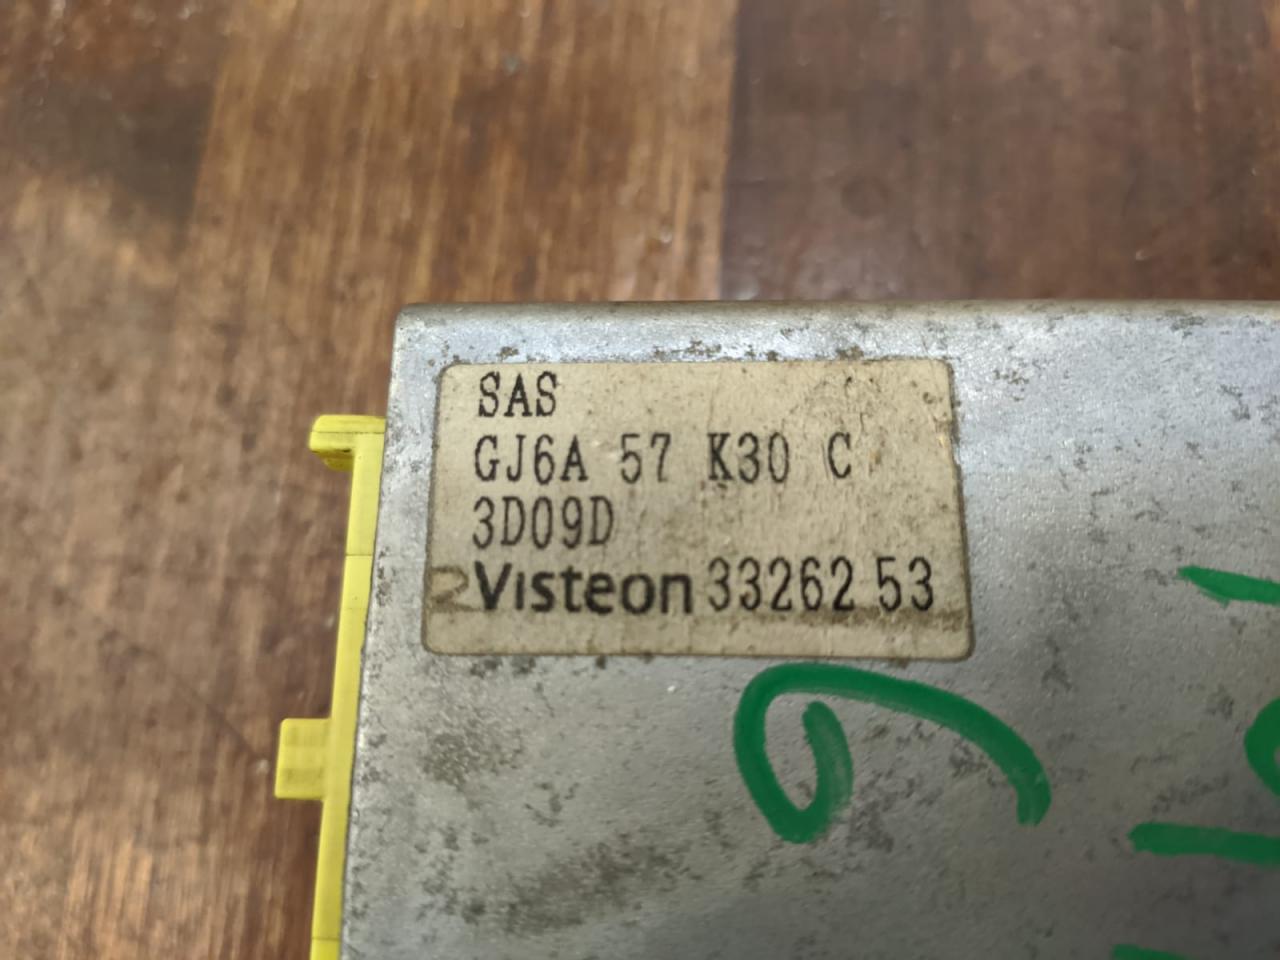 SAS
GJ6A 57 K30 C
3D09D
Visteon 33262 53